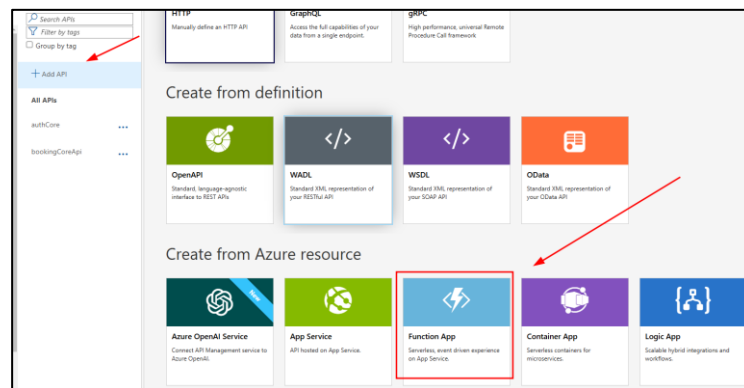 Search APIs
Filter by tags
Group by tag
+ Add API
All APIs
authCore ...
bookingCoreApi ...
HTTP
Manually define an HTTP API
GraphQL
Access the full capabilities of your
data from a single endpoint.
gRPC
High performance, universal Remote
Procedure Call framework
Create from definition
OpenAPI
Standard, language-agnostic
interface to REST APIs
</>
WADL
Standard XML representation of
your RESTful API
</>
WSDL
Standard XML representation of
your SOAP API
OData
Standard XML representation of
your OData API
Create from Azure resource
New
Azure OpenAI Service
Connect API Management service to
Azure OpenAI.
App Service
API hosted on App Service.
Function App
Serverless, event driven experience
on App Service.
Container App
Serverless containers for
microservices.
Logic App
Scalable hybrid integrations and
workflows.